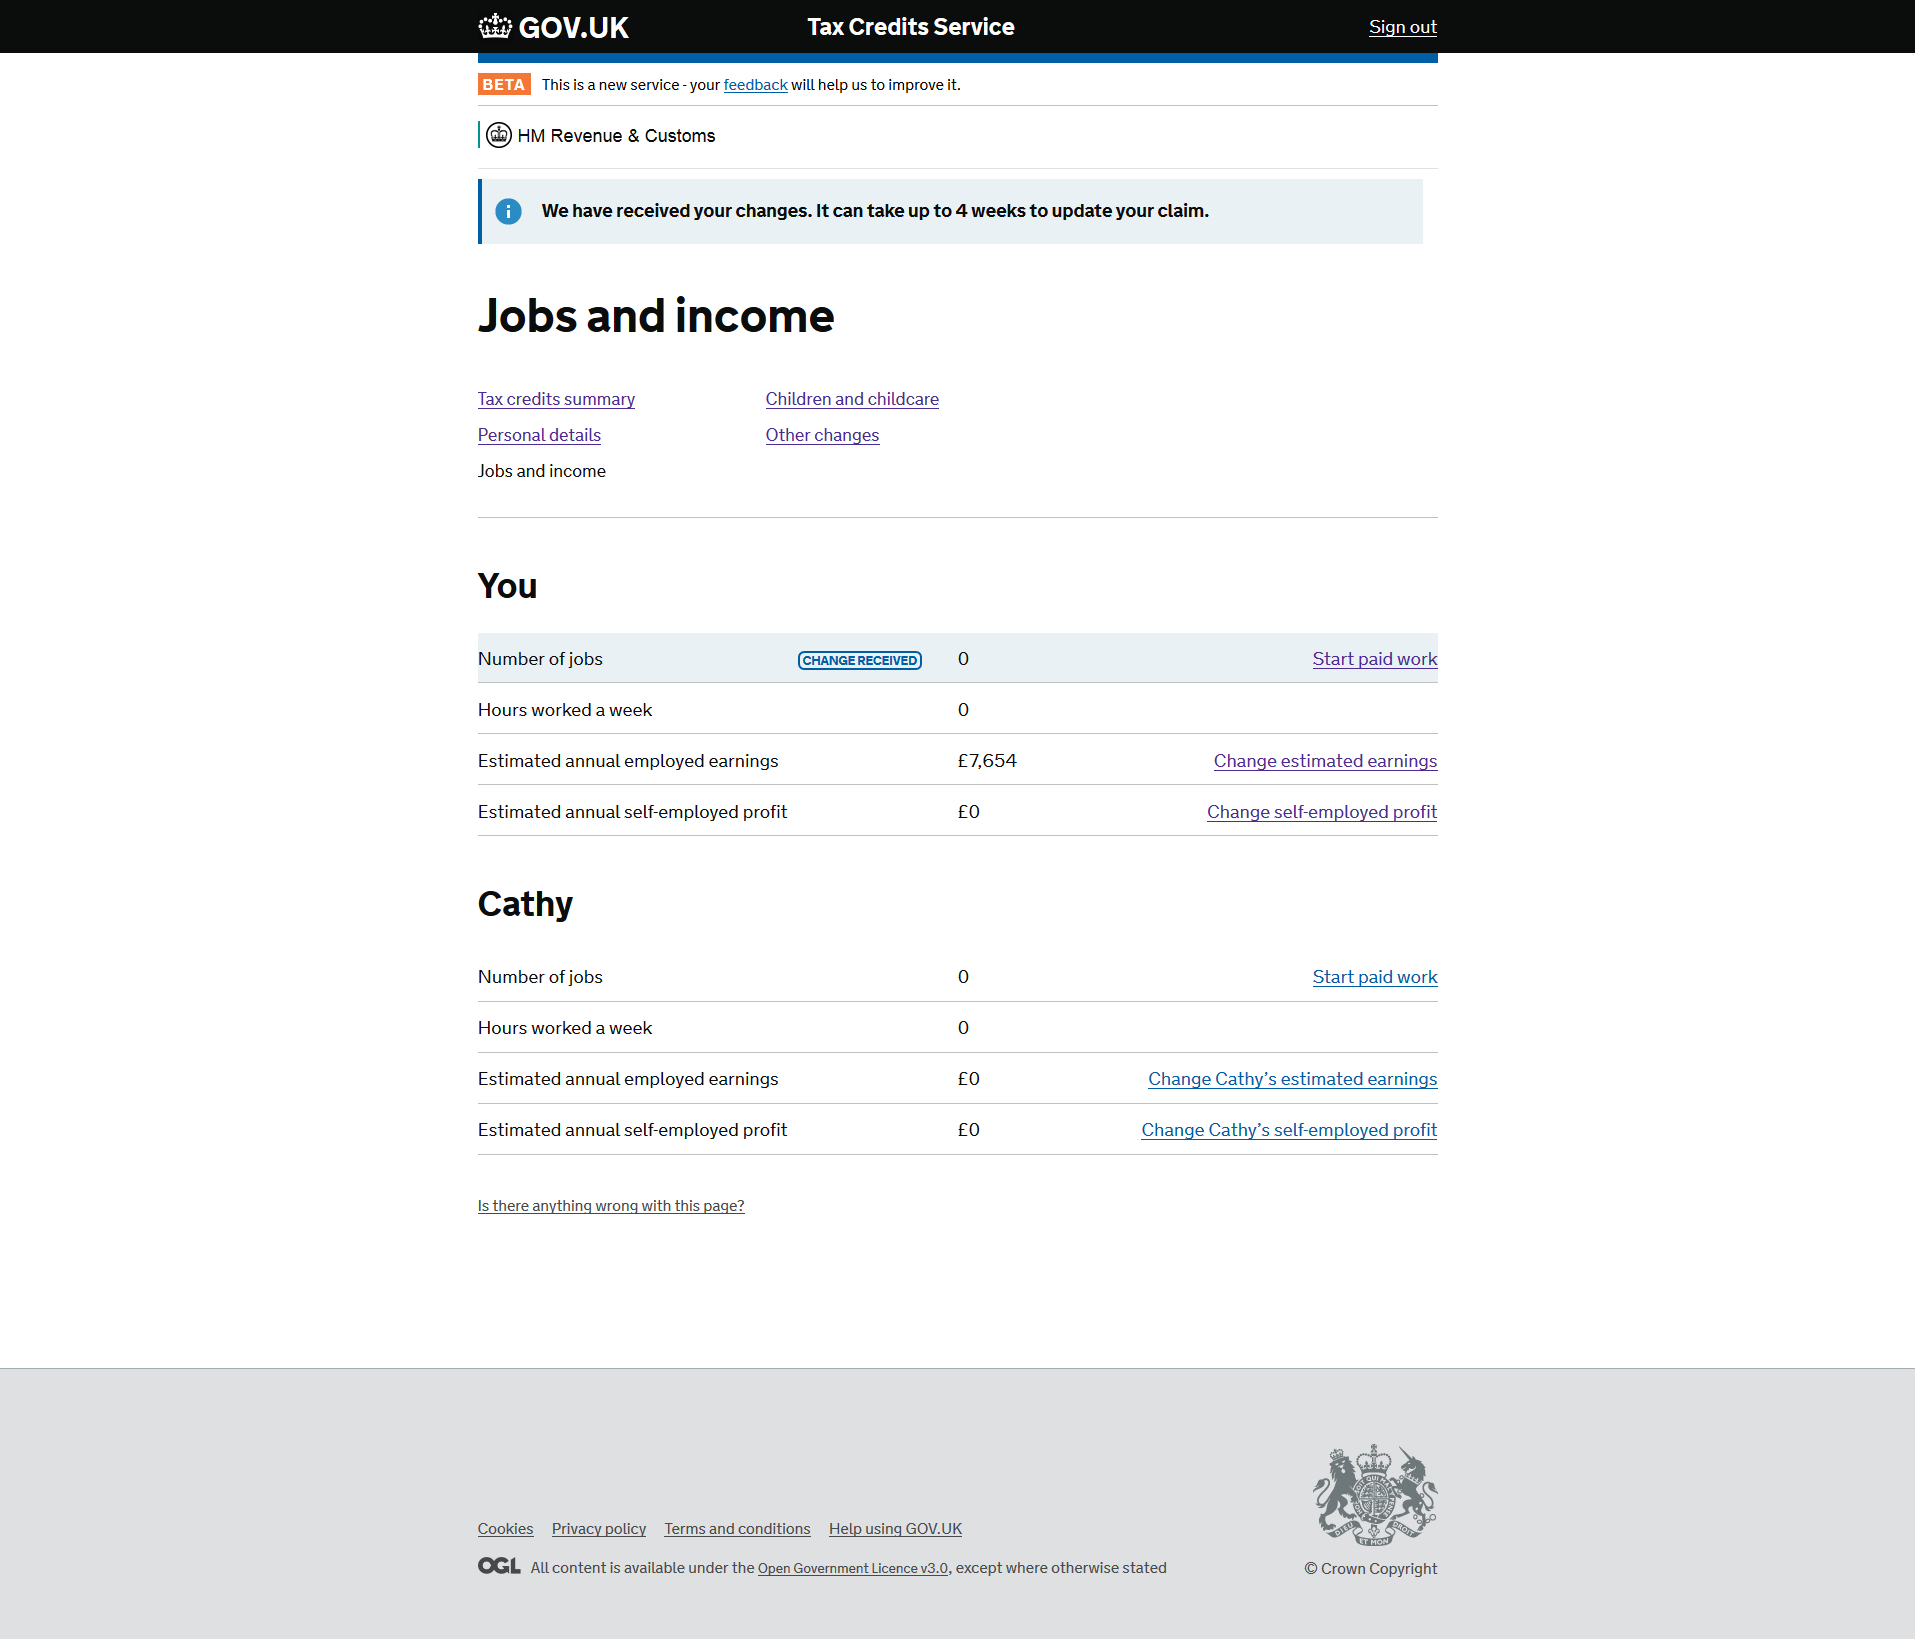 GOV.UK Tax Credits Service Sign out
BETA This is a new service - your feedback will help us to improve it.
HM Revenue & Customs
We have received your changes. It can take up to 4 weeks to update your claim.
Jobs and income
Tax credits summary Children and childcare
Personal details Other changes
Jobs and income
You
Number of jobs CHANGE RECEIVED 0 Start paid work
Hours worked a week 0
Estimated annual employed earnings £7,654 Change estimated earnings
Estimated annual self-employed profit £0 Change self-employed profit
Cathy
Number of jobs 0 Start paid work
Hours worked a week 0
Estimated annual employed earnings £0 Change Cathy’s estimated earnings
Estimated annual self-employed profit £0 Change Cathy’s self-employed profit
Is there anything wrong with this page?
Cookies Privacy policy Terms and conditions Help using GOV.UK
OGL All content is available under the Open Government Licence v3.0, except where otherwise stated
© Crown Copyright